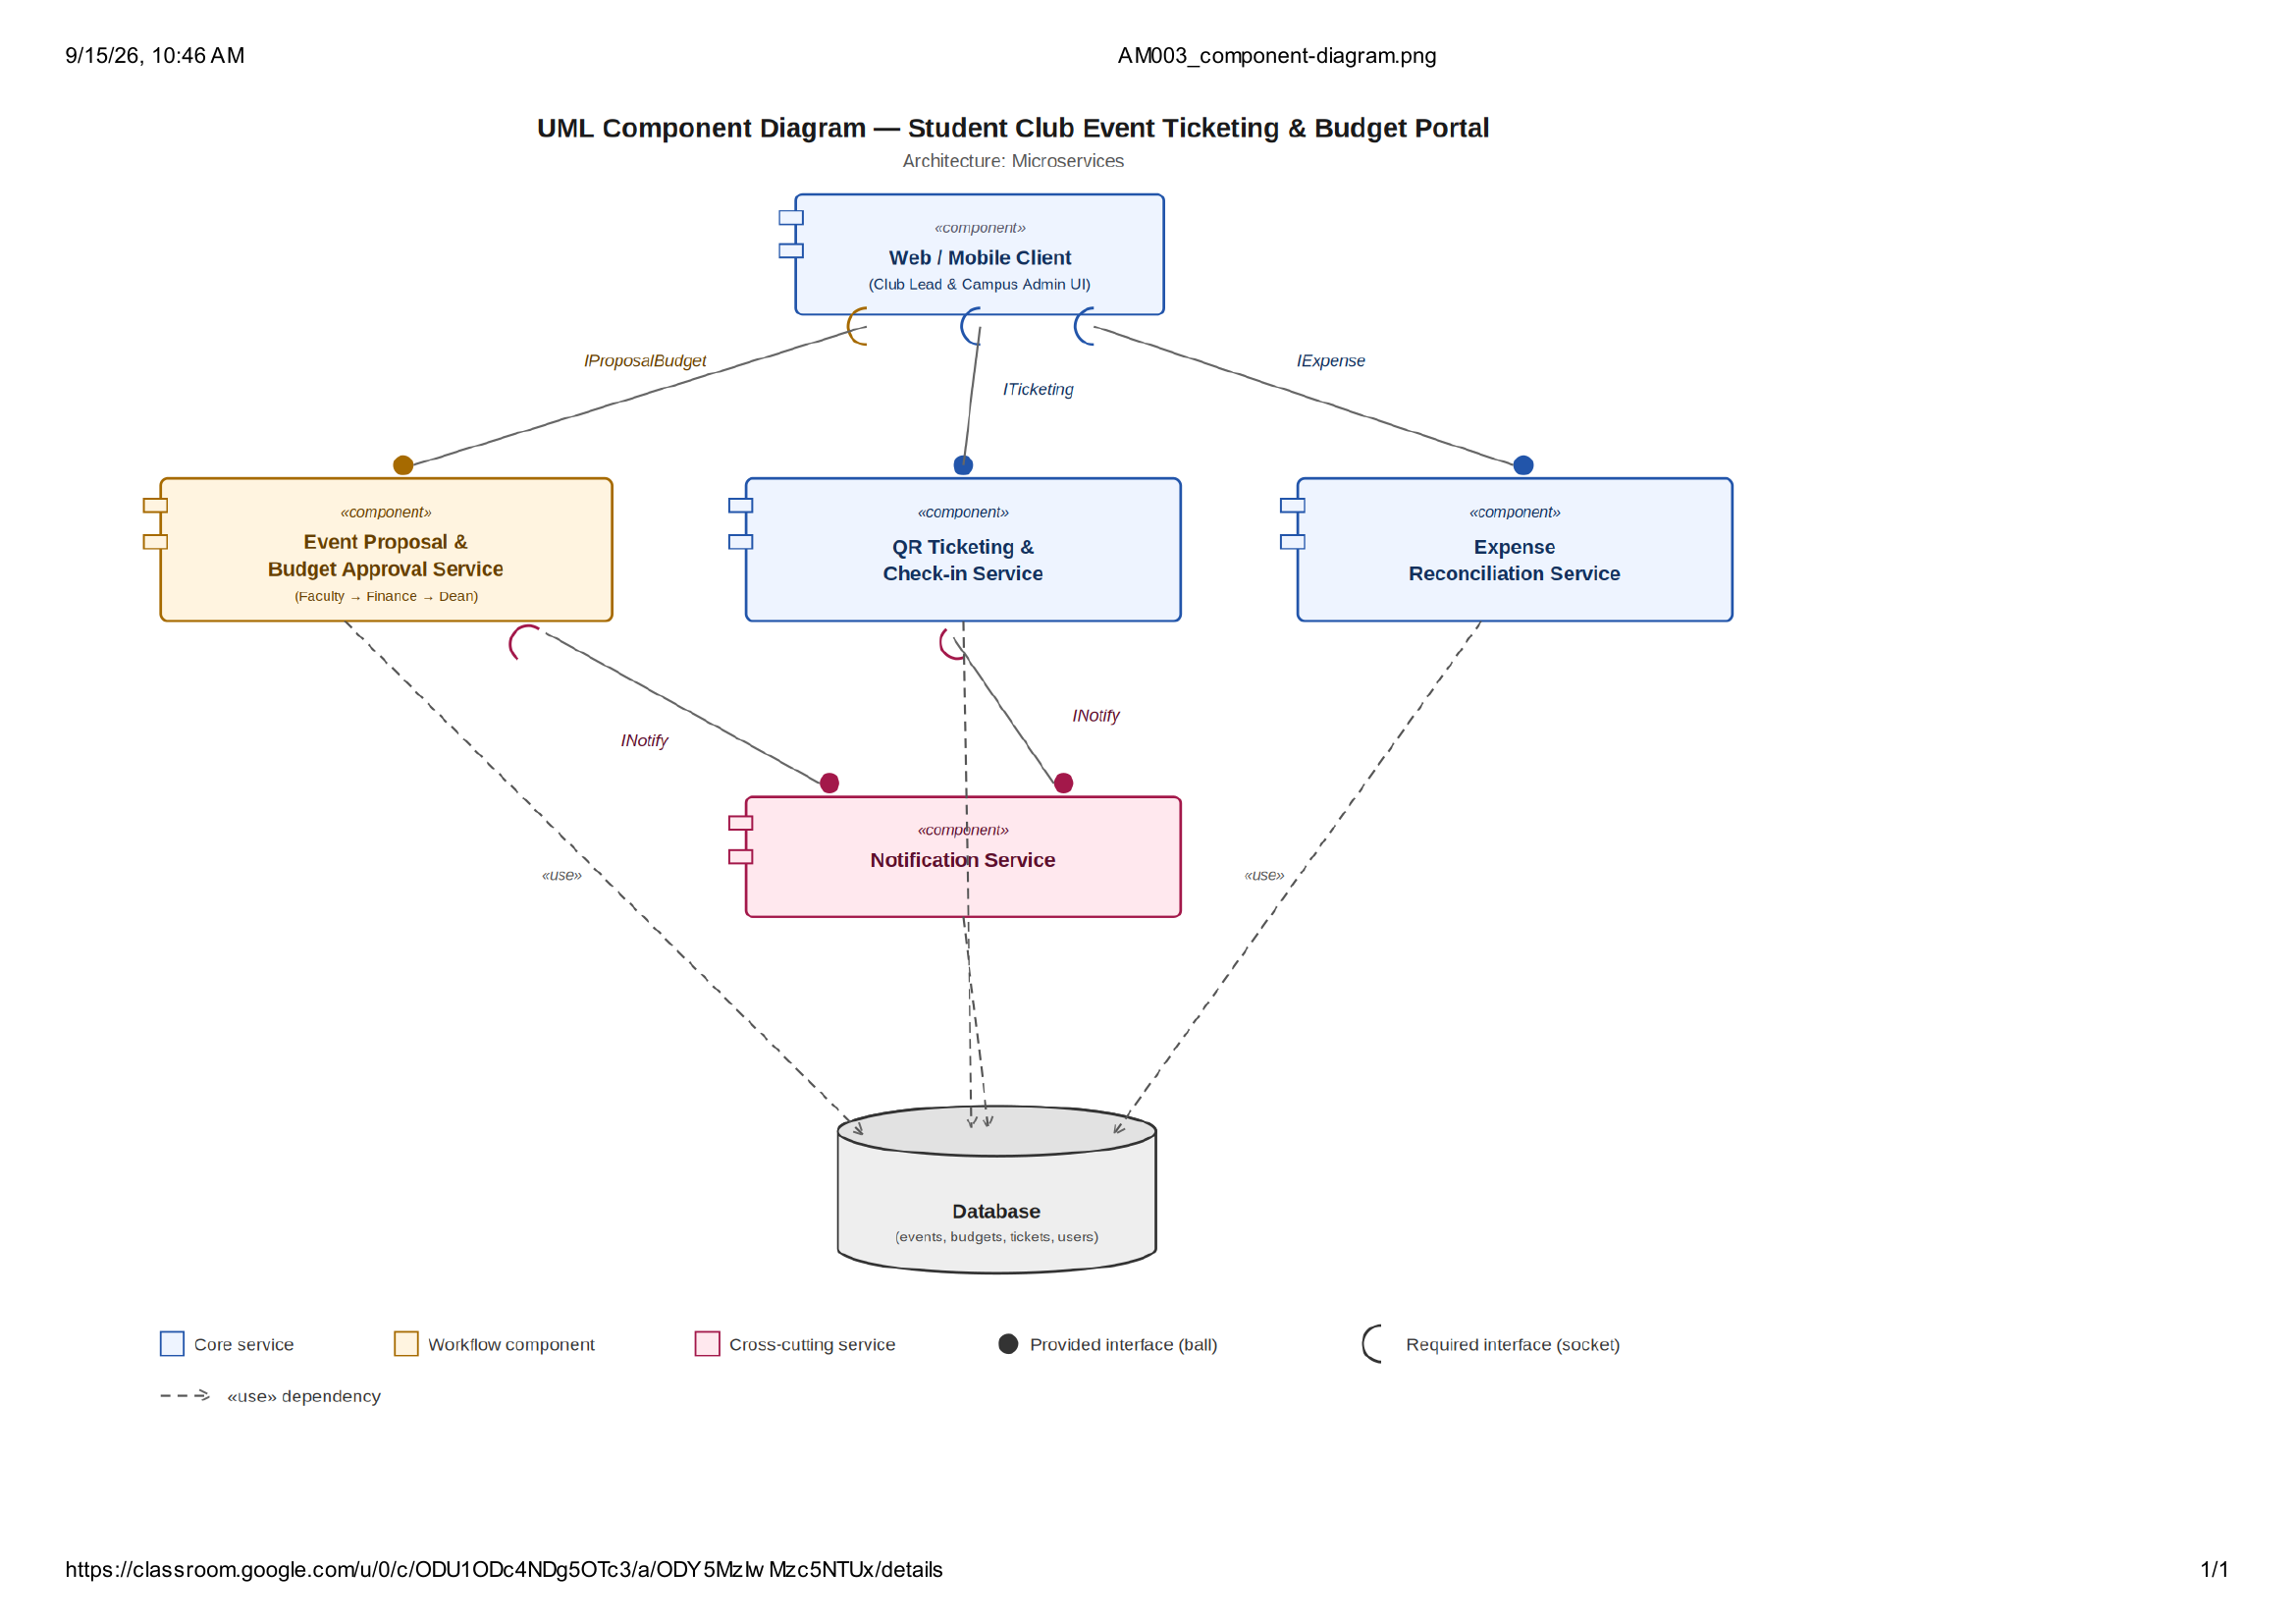 9/15/26, 10:46 AM
AM003_component-diagram.png
UML Component Diagram — Student Club Event Ticketing & Budget Portal
Architecture: Microservices
«component»
Web / Mobile Client
(Club Lead & Campus Admin UI)
IProposalBudget
ITicketing
IExpense
«component»
Event Proposal &
Budget Approval Service
(Faculty → Finance → Dean)
«component»
QR Ticketing &
Check-in Service
«component»
Expense
Reconciliation Service
INotify
INotify
«component»
Notification Service
«use»
«use»
Database
(events, budgets, tickets, users)
Core service
Workflow component
Cross-cutting service
Provided interface (ball)
Required interface (socket)
«use» dependency
https://classroom.google.com/u/0/c/ODU1ODc4NDg5OTc3/a/ODY5MzIwMzc5NTUx/details
1/1